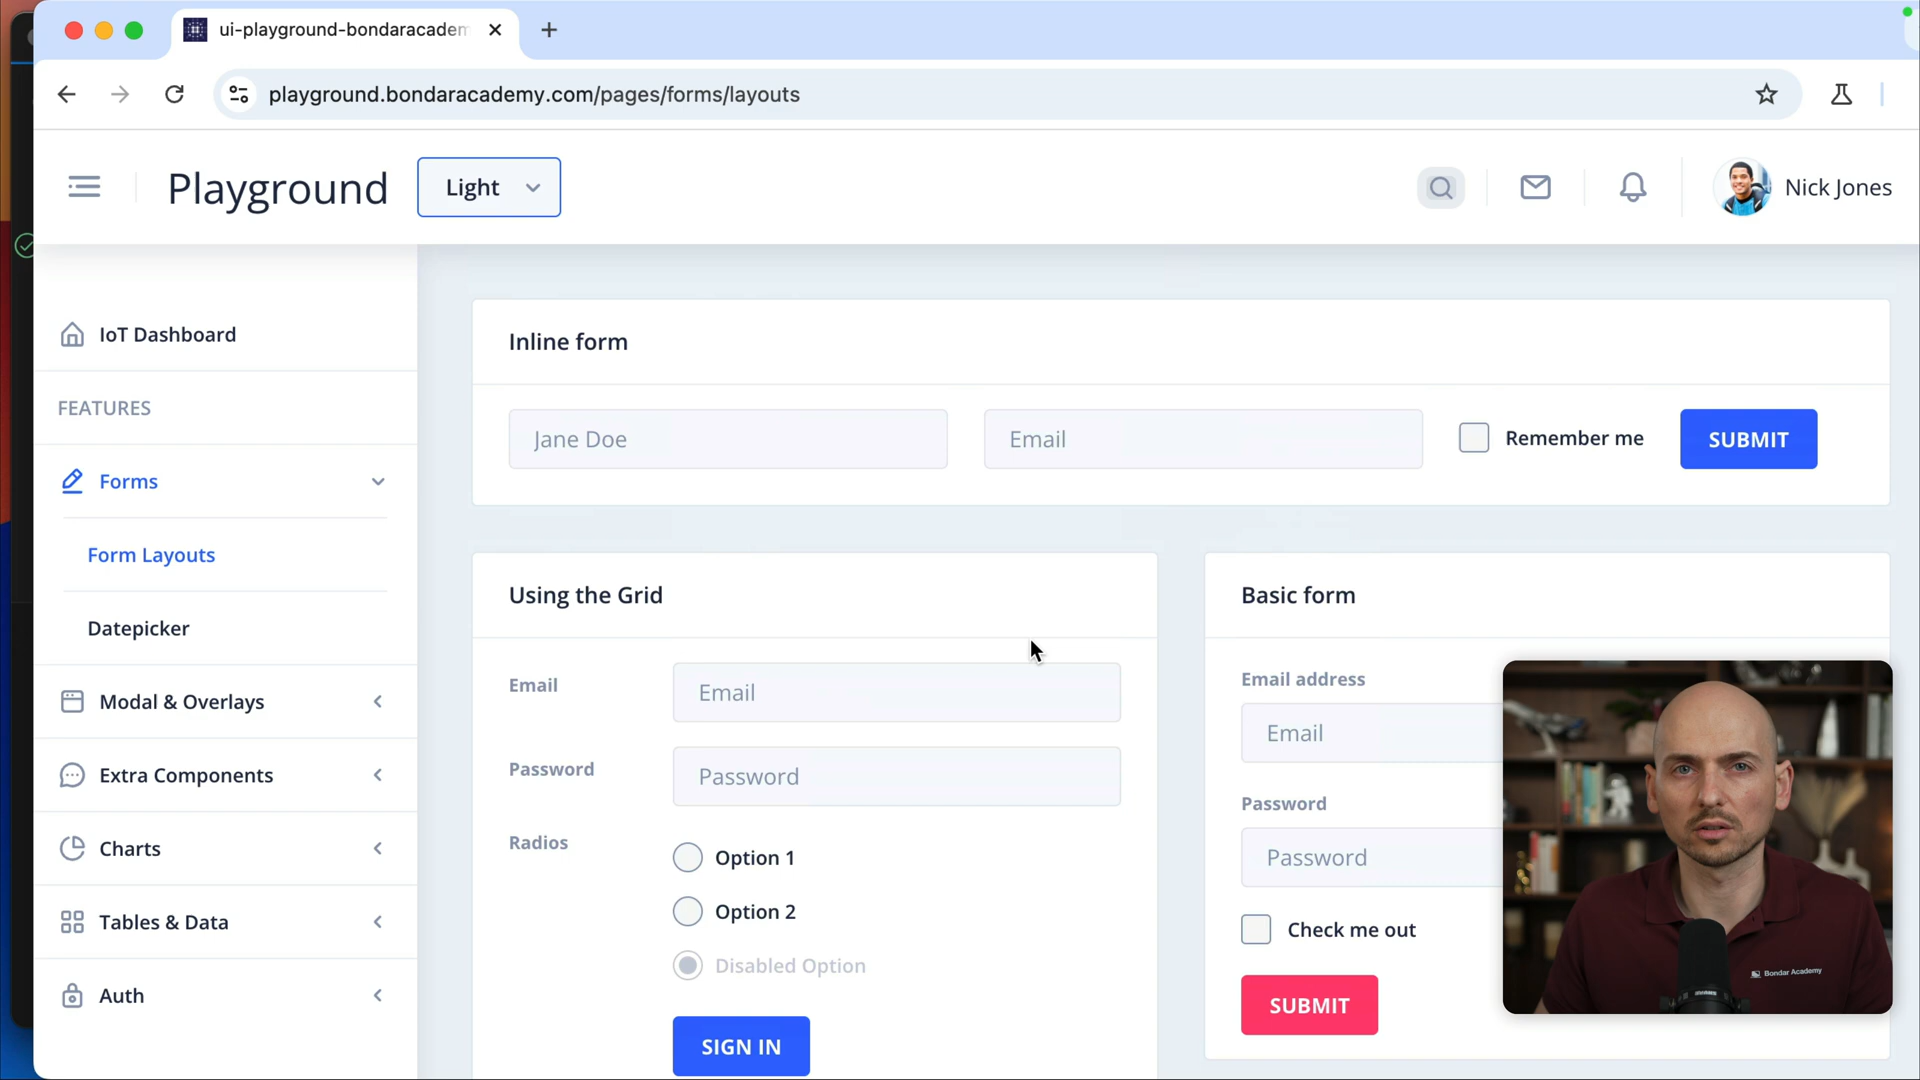 ui-playground-bondaracadem
playground.bondaracademy.com/pages/forms/layouts
Playground
Light
Nick Jones
IoT Dashboard
FEATURES
Forms
Form Layouts
Datepicker
Modal & Overlays
Extra Components
Charts
Tables & Data
Auth
Inline form
Jane Doe
Email
Remember me
SUBMIT
Using the Grid
Email
Email
Password
Password
Radios
Option 1
Option 2
Disabled Option
SIGN IN
Basic form
Email address
Email
Password
Password
Check me out
SUBMIT
Bondar Academy